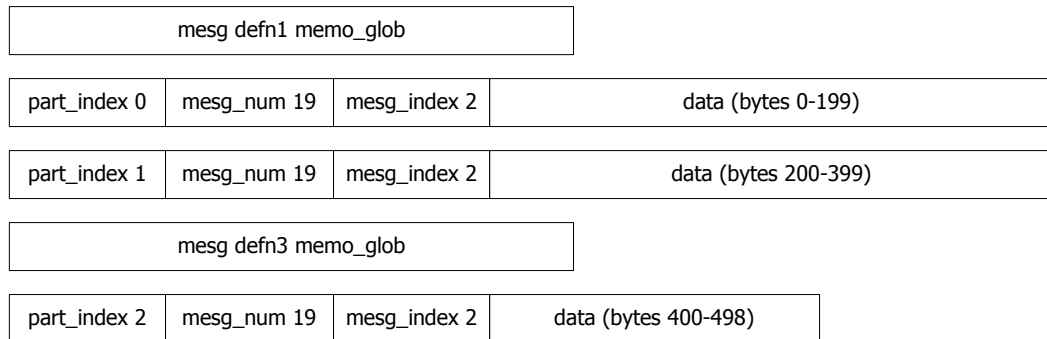 mesg defn1 memo_glob
part_index 0 mesg_num 19 mesg_index 2 data (bytes 0-199)
part_index 1 mesg_num 19 mesg_index 2 data (bytes 200-399)
mesg defn3 memo_glob
part_index 2 mesg_num 19 mesg_index 2 data (bytes 400-498)